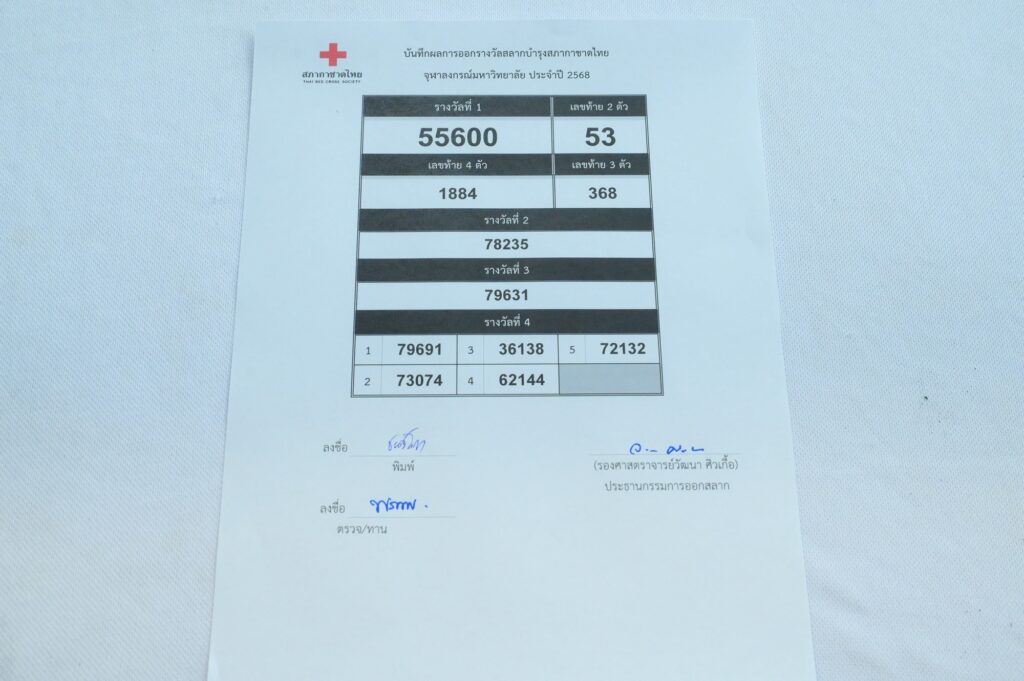 สภากาชาดไทย
THAI RED CROSS SOCIETY
บันทึกผลการออกรางวัลสลากบำรุงสภากาชาดไทย
จุฬาลงกรณ์มหาวิทยาลัย ประจำปี 2568
รางวัลที่ 1 เลขท้าย 2 ตัว
55600 53
เลขท้าย 4 ตัว เลขท้าย 3 ตัว
1884 368
รางวัลที่ 2
78235
รางวัลที่ 3
79631
รางวัลที่ 4
1 79691 3 36138 5 72132
2 73074 4 62144
ลงชื่อ
พิมพ์
(รองศาสตราจารย์วัฒนา ศิวเกื้อ)
ประธานกรรมการออกสลาก
ลงชื่อ
ตรวจ/ทาน